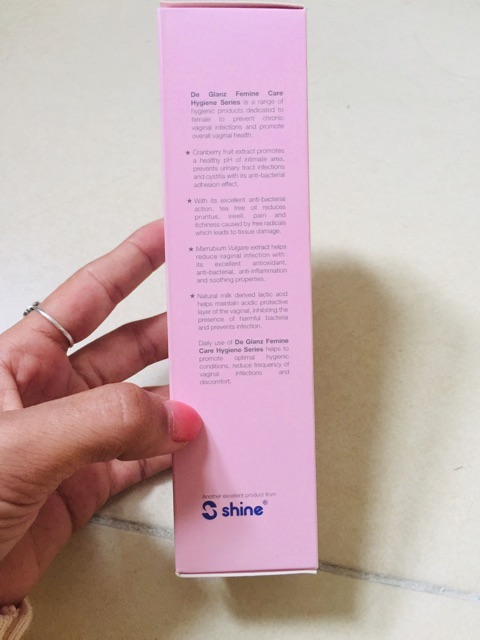 De Glanz Femine Care
Hygiene Series is a range of
hygienic products dedicated to
female to prevent chronic
vaginal infections and promote
overall vaginal health.
★ Cranberry fruit extract promotes
a healthy pH of intimate area,
prevents urinary tract infections
and cystitis with its anti-bacterial
adhesion effect.
★ With its excellent anti-bacterial
action, tea tree oil reduces
pruritus, swell, pain and
itchiness caused by free radicals
which leads to tissue damage.
★ Marrubium Vulgare extract helps
reduce vaginal infection with
its excellent antioxidant,
anti-bacterial, anti-inflammation
and soothing properties.
★ Natural milk derived lactic acid
helps maintain acidic protective
layer of the vaginal, inhibiting the
presence of harmful bacteria
and prevents infection.
Daily use of De Glanz Femine
Care Hygiene Series helps to
promote optimal hygienic
conditions, reduce frequency of
vaginal infections and
discomfort.
Another excellent product from
shine®